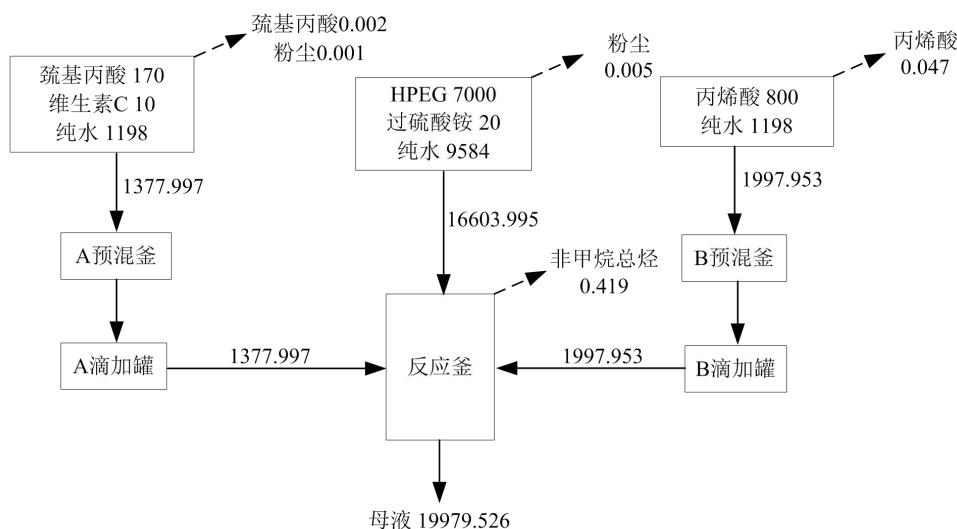 巯基丙酸0.002
粉尘0.001
巯基丙酸 170
维生素C 10
纯水 1198
粉尘
0.005
HPEG 7000
过硫酸铵 20
纯水 9584
丙烯酸
0.047
丙烯酸 800
纯水 1198
1377.997
16603.995
1997.953
A预混釜
非甲烷总烃
0.419
B预混釜
A滴加罐
1377.997
反应釜
1997.953
B滴加罐
母液 19979.526